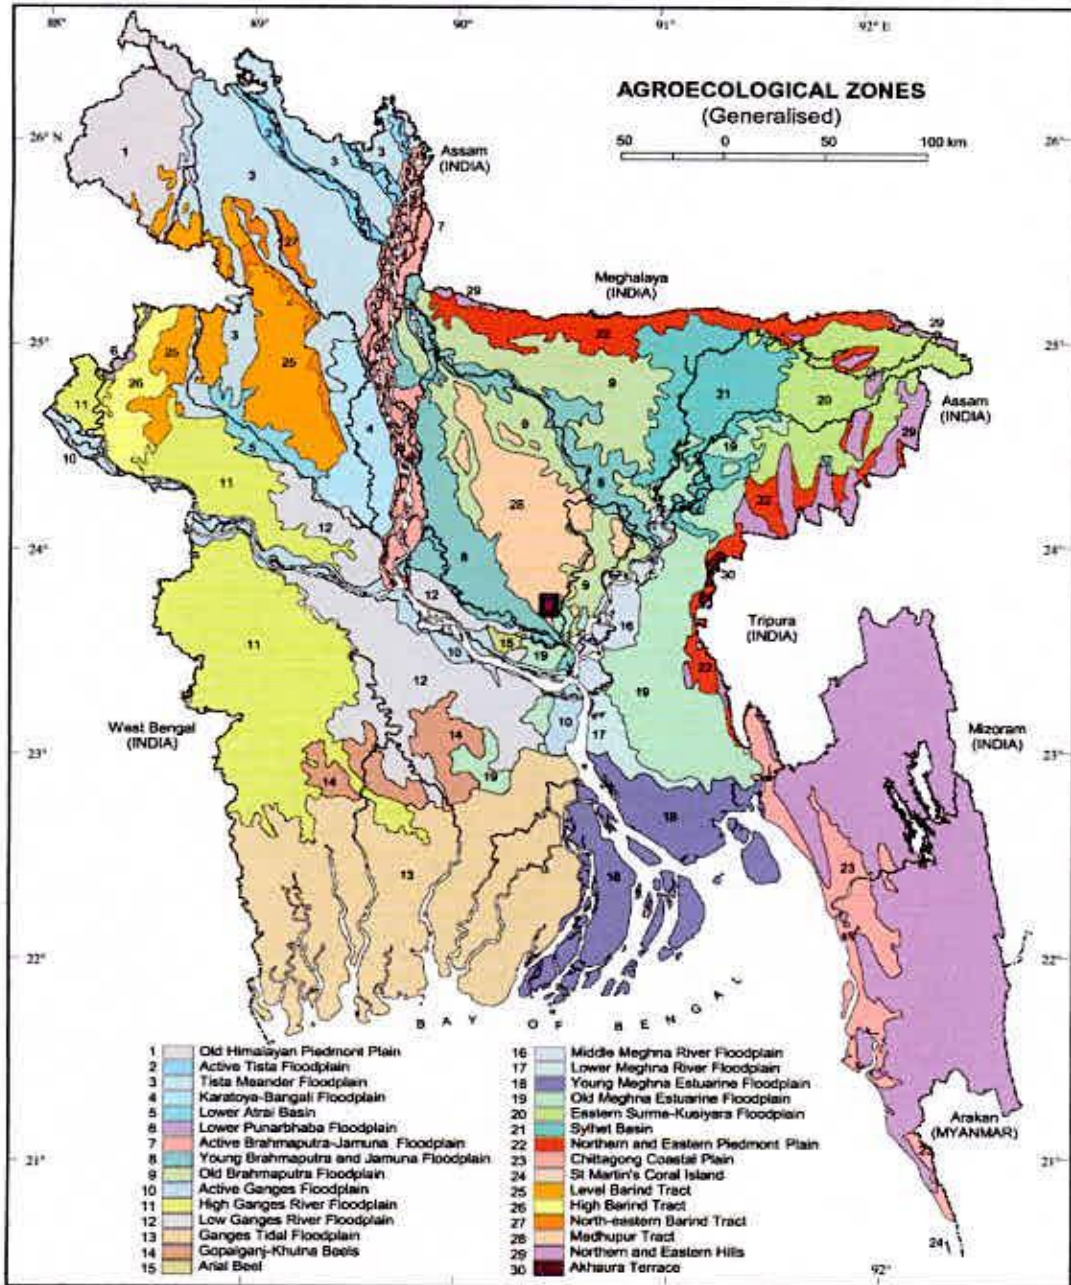 88° 89° 90° 91° 92° E
AGROECOLOGICAL ZONES
(Generalised)
50 0 50 100 km
26° N
26°
Assam
(INDIA)
Meghalaya
(INDIA)
25°
25°
Assam
(INDIA)
24°
24°
Tripura
(INDIA)
West Bengal
(INDIA)
Mizoram
(INDIA)
23°
23°
22°
22°
BAY OF BENGAL
Arakan
(MYANMAR)
21°
21°
92°
1 Old Himalayan Piedmont Plain
2 Active Tista Floodplain
3 Tista Meander Floodplain
4 Karatoya-Bangali Floodplain
5 Lower Atrai Basin
6 Lower Punarbhaba Floodplain
7 Active Brahmaputra-Jamuna Floodplain
8 Young Brahmaputra and Jamuna Floodplain
9 Old Brahmaputra Floodplain
10 Active Ganges Floodplain
11 High Ganges River Floodplain
12 Low Ganges River Floodplain
13 Ganges Tidal Floodplain
14 Gopalganj-Khulna Beels
15 Arial Beel
16 Middle Meghna River Floodplain
17 Lower Meghna River Floodplain
18 Young Meghna Estuarine Floodplain
19 Old Meghna Estuarine Floodplain
20 Eastern Surma-Kusiyara Floodplain
21 Sylhet Basin
22 Northern and Eastern Piedmont Plain
23 Chittagong Coastal Plain
24 St Martin's Coral Island
25 Level Barind Tract
26 High Barind Tract
27 North-eastern Barind Tract
28 Madhupur Tract
29 Northern and Eastern Hills
30 Akhaura Terrace